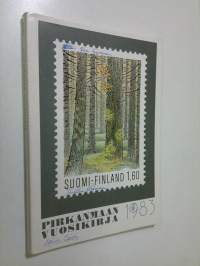 SUOMI-FINLAND 1,60
PIRKANMAAN
VUOSIKIRJA 1983